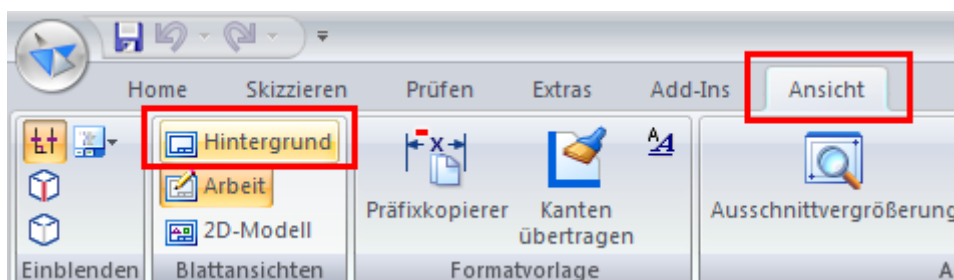 Home Skizzieren Prüfen Extras Add-Ins Ansicht
Hintergrund
Arbeit
2D-Modell
Präfixkopierer
Kanten
übertragen
Ausschnittvergrößerung
Einblenden
Blattansichten
Formatvorlage